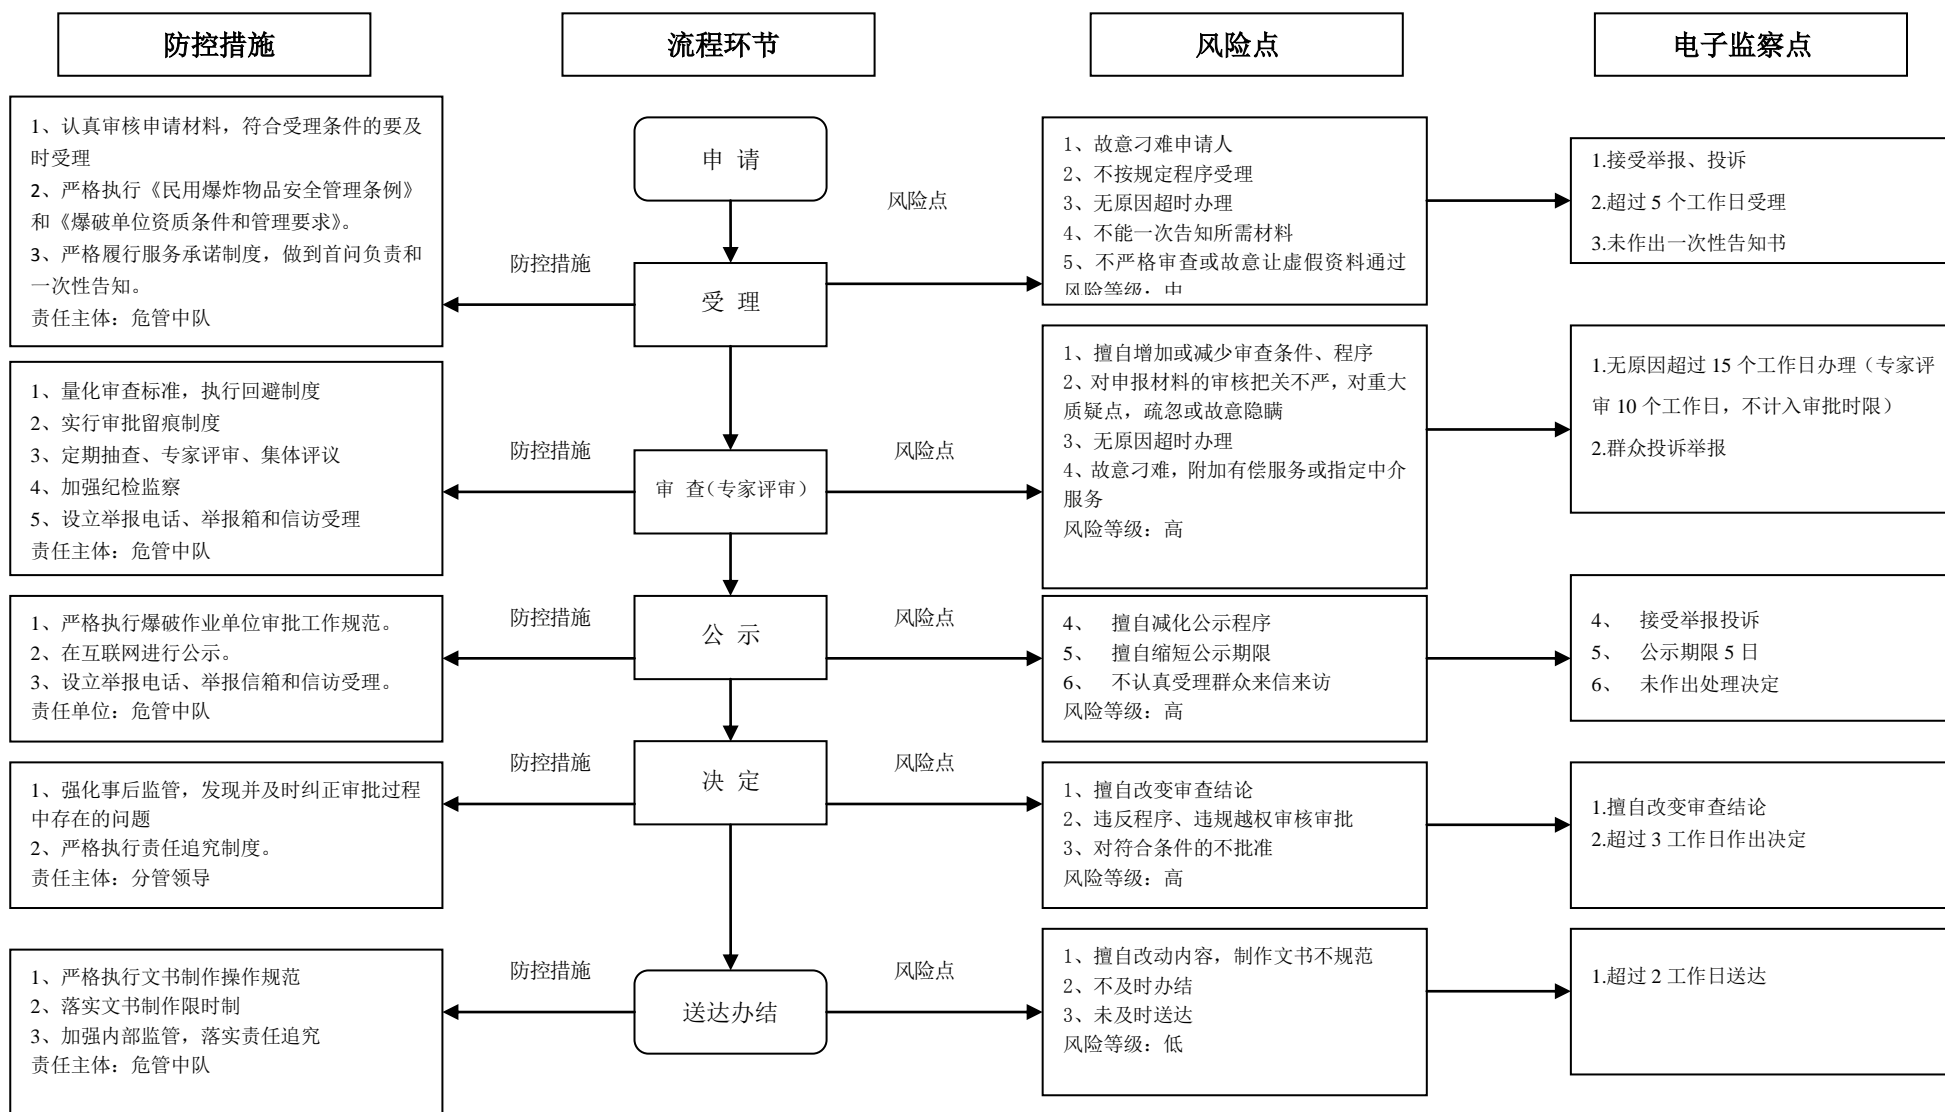 防控措施
流程环节
风险点
电子监察点
1、认真审核申请材料，符合受理条件的要及
时受理
2、严格执行《民用爆炸物品安全管理条例》
和《爆破单位资质条件和管理要求》。
3、严格履行服务承诺制度，做到首问负责和
一次性告知。
责任主体：危管中队
申 请
防控措施
受 理
风险点
1、故意刁难申请人
2、不按规定程序受理
3、无原因超时办理
4、不能一次告知所需材料
5、不严格审查或故意让虚假资料通过
风险等级：中
1.接受举报、投诉
2.超过 5 个工作日受理
3.未作出一次性告知书
1、量化审查标准，执行回避制度
2、实行审批留痕制度
3、定期抽查、专家评审、集体评议
4、加强纪检监察
5、设立举报电话、举报箱和信访受理
责任主体：危管中队
防控措施
审 查（专家评审）
风险点
1、擅自增加或减少审查条件、程序
2、对申报材料的审核把关不严，对重大
质疑点，疏忽或故意隐瞒
3、无原因超时办理
4、故意刁难，附加有偿服务或指定中介
服务
风险等级：高
1.无原因超过 15 个工作日办理（专家评
审 10 个工作日，不计入审批时限）
2.群众投诉举报
1、严格执行爆破作业单位审批工作规范。
2、在互联网进行公示。
3、设立举报电话、举报信箱和信访受理。
责任单位：危管中队
防控措施
公 示
风险点
4、 擅自减化公示程序
5、 擅自缩短公示期限
6、 不认真受理群众来信来访
风险等级：高
4、 接受举报投诉
5、 公示期限 5 日
6、 未作出处理决定
1、强化事后监管，发现并及时纠正审批过程
中存在的问题
2、严格执行责任追究制度。
责任主体：分管领导
防控措施
决 定
风险点
1、擅自改变审查结论
2、违反程序、违规越权审核审批
3、对符合条件的不批准
风险等级：高
1.擅自改变审查结论
2.超过 3 工作日作出决定
1、严格执行文书制作操作规范
2、落实文书制作限时制
3、加强内部监管，落实责任追究
责任主体：危管中队
防控措施
送达办结
风险点
1、擅自改动内容，制作文书不规范
2、不及时办结
3、未及时送达
风险等级：低
1.超过 2 工作日送达